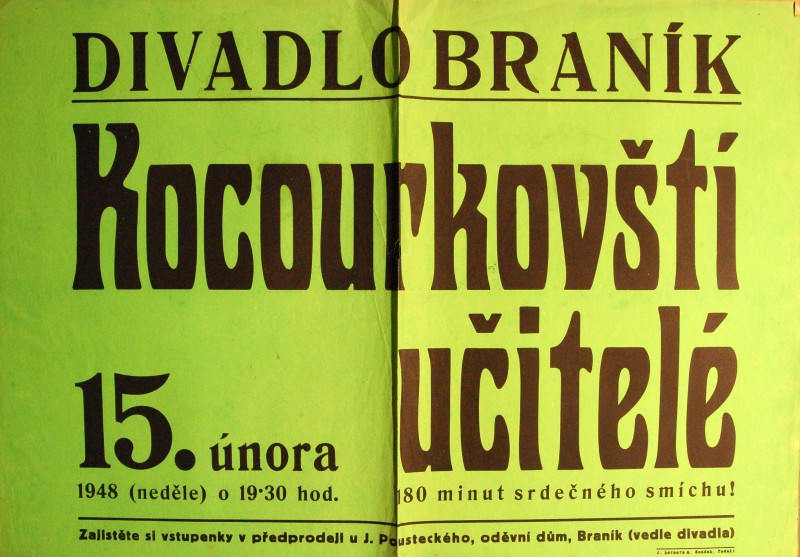 DIVADLO BRANÍK
Kocourkovští
učitelé
15. února
1948 (neděle) o 19·30 hod.
180 minut srdečného smíchu!
Zajistěte si vstupenky v předprodeji u J. Pousteckého, oděvní dům, Braník (vedle divadla)